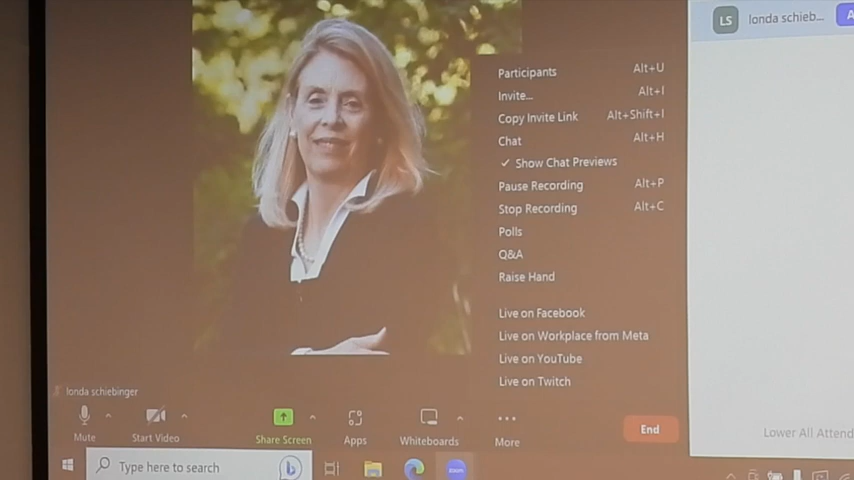 LS londa schieb...
Participants Alt+U
Invite... Alt+I
Copy Invite Link Alt+Shift+I
Chat Alt+H
✓ Show Chat Previews
Pause Recording Alt+P
Stop Recording Alt+C
Polls
Q&A
Raise Hand
Live on Facebook
Live on Workplace from Meta
Live on YouTube
Live on Twitch
londa schiebinger
Mute
Start Video
Share Screen
Apps
Whiteboards
More
End
Lower All Attend
Type here to search
zoom